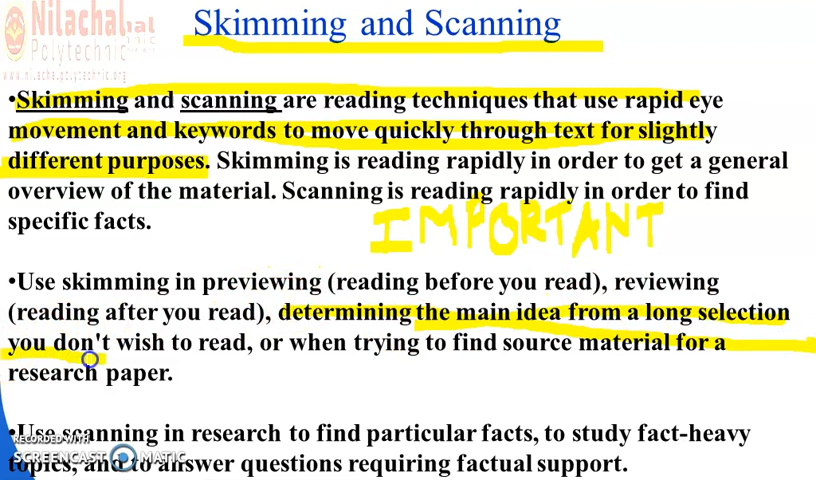 Nilachal
Polytechnic
Skimming and Scanning
•Skimming and scanning are reading techniques that use rapid eye
movement and keywords to move quickly through text for slightly
different purposes. Skimming is reading rapidly in order to get a general
overview of the material. Scanning is reading rapidly in order to find
specific facts.
IMPORTANT
•Use skimming in previewing (reading before you read), reviewing
(reading after you read), determining the main idea from a long selection
you don't wish to read, or when trying to find source material for a
research paper.
•Use scanning in research to find particular facts, to study fact-heavy
topics, and to answer questions requiring factual support.
RECORDED WITH
SCREENCAST MATIC